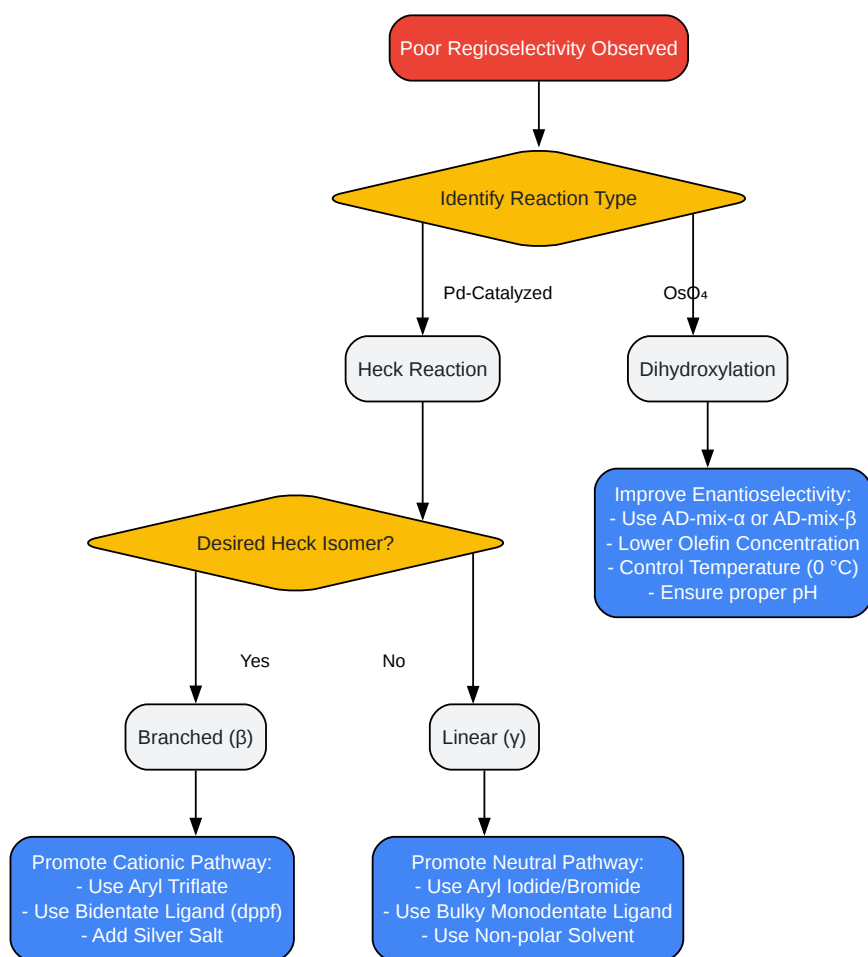 Poor Regioselectivity Observed
Identify Reaction Type
Pd-Catalyzed
OsO₄
Heck Reaction
Dihydroxylation
Improve Enantioselectivity:
- Use AD-mix-α or AD-mix-β
- Lower Olefin Concentration
- Control Temperature (0 °C)
- Ensure proper pH
Desired Heck Isomer?
Yes
No
Branched (β)
Linear (γ)
Promote Cationic Pathway:
- Use Aryl Triflate
- Use Bidentate Ligand (dppf)
- Add Silver Salt
Promote Neutral Pathway:
- Use Aryl Iodide/Bromide
- Use Bulky Monodentate Ligand
- Use Non-polar Solvent